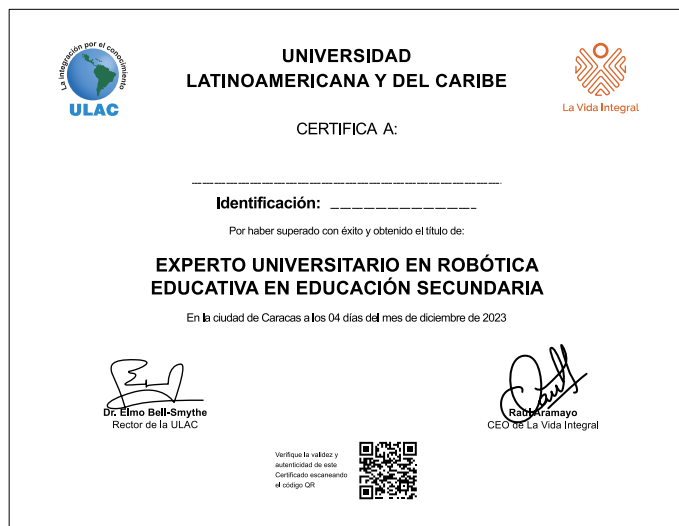 La integración por el conocimiento
ULAC
UNIVERSIDAD
LATINOAMERICANA Y DEL CARIBE
La Vida Integral
CERTIFICA A:
Identificación:
Por haber superado con éxito y obtenido el título de:
EXPERTO UNIVERSITARIO EN ROBÓTICA
EDUCATIVA EN EDUCACIÓN SECUNDARIA
En la ciudad de Caracas a los 04 días del mes de diciembre de 2023
Dr. Elmo Bell-Smythe
Rector de la ULAC
Raúl Aramayo
CEO de La Vida Integral
Verifique la validez y
autenticidad de este
Certificado escaneando
el código QR